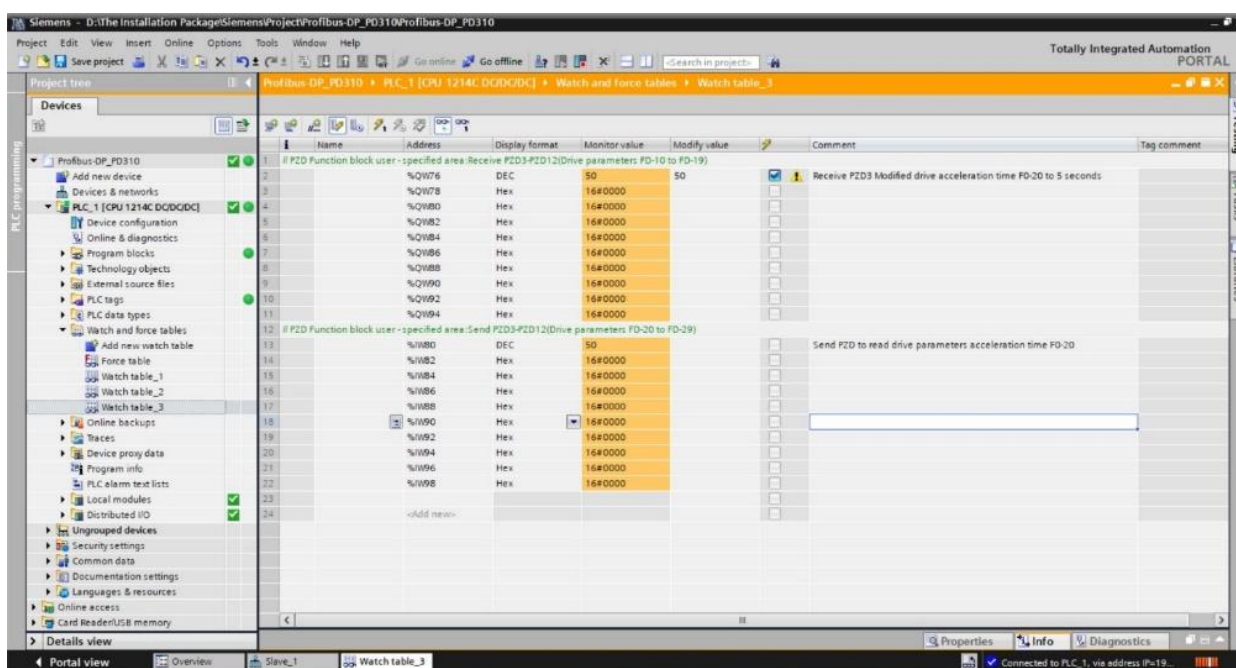 Siemens - D:\The Installation Package\Siemens\Project\Profibus-DP_PD310\Profibus-DP_PD310
Project Edit View Insert Online Options Tools Window Help
Totally Integrated Automation
PORTAL
Save project Go online Go offline <Search in project>
Project tree
Profibus-DP_PD310 PLC_1 [CPU 1214C DC/DC/DC] Watch and force tables Watch table_3
Devices
PLC programming
i Name Address Display format Monitor value Modify value Comment Tag comment
Profibus-DP_PD310
Add new device
Devices & networks
PLC_1 [CPU 1214C DC/DC/DC]
Device configuration
Online & diagnostics
Program blocks
Technology objects
External source files
PLC tags
PLC data types
Watch and force tables
Add new watch table
Force table
Watch table_1
Watch table_2
Watch table_3
Online backups
Traces
Device proxy data
Program info
PLC alarm text lists
Local modules
Distributed I/O
Ungrouped devices
Security settings
Common data
Documentation settings
Languages & resources
Online access
Card Reader/USB memory
1 // PZD Function block user - specified area:Receive PZD3-PZD12(Drive parameters FD-10 to FD-19)
2 %QW76 DEC 50 50 Receive PZD3 Modified drive acceleration time F0-20 to 5 seconds
3 %QW78 Hex 16#0000
4 %QW80 Hex 16#0000
5 %QW82 Hex 16#0000
6 %QW84 Hex 16#0000
7 %QW86 Hex 16#0000
8 %QW88 Hex 16#0000
9 %QW90 Hex 16#0000
10 %QW92 Hex 16#0000
11 %QW94 Hex 16#0000
12 // PZD Function block user - specified area:Send PZD3-PZD12(Drive parameters FD-20 to FD-29)
13 %IW80 DEC 50 Send PZD to read drive parameters acceleration time F0-20
14 %IW82 Hex 16#0000
15 %IW84 Hex 16#0000
16 %IW86 Hex 16#0000
17 %IW88 Hex 16#0000
18 %IW90 Hex 16#0000
19 %IW92 Hex 16#0000
20 %IW94 Hex 16#0000
21 %IW96 Hex 16#0000
22 %IW98 Hex 16#0000
23
24 <Add new>
Details view
Properties Info Diagnostics
Portal view Overview Slave_1 Watch table_3 Connected to PLC_1, via address IP=19...